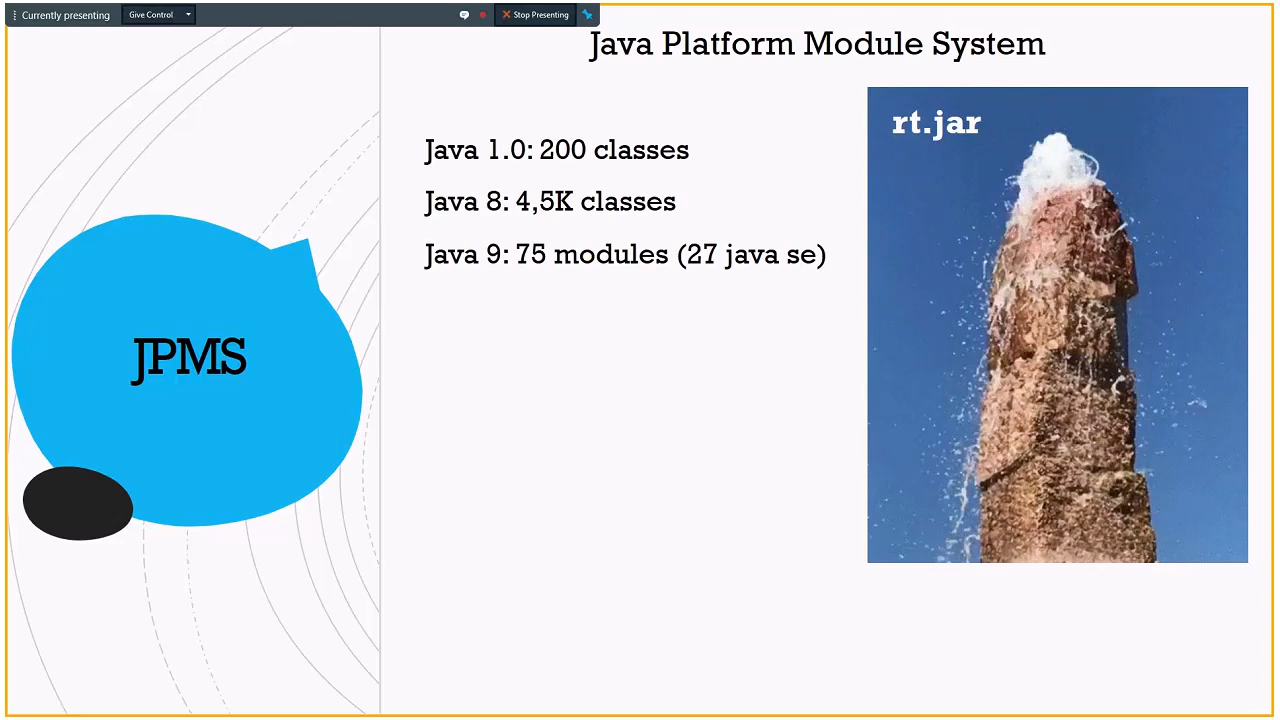 Currently presenting
Give Control
Stop Presenting
Java Platform Module System
rt.jar
Java 1.0: 200 classes
Java 8: 4,5K classes
Java 9: 75 modules (27 java se)
JPMS